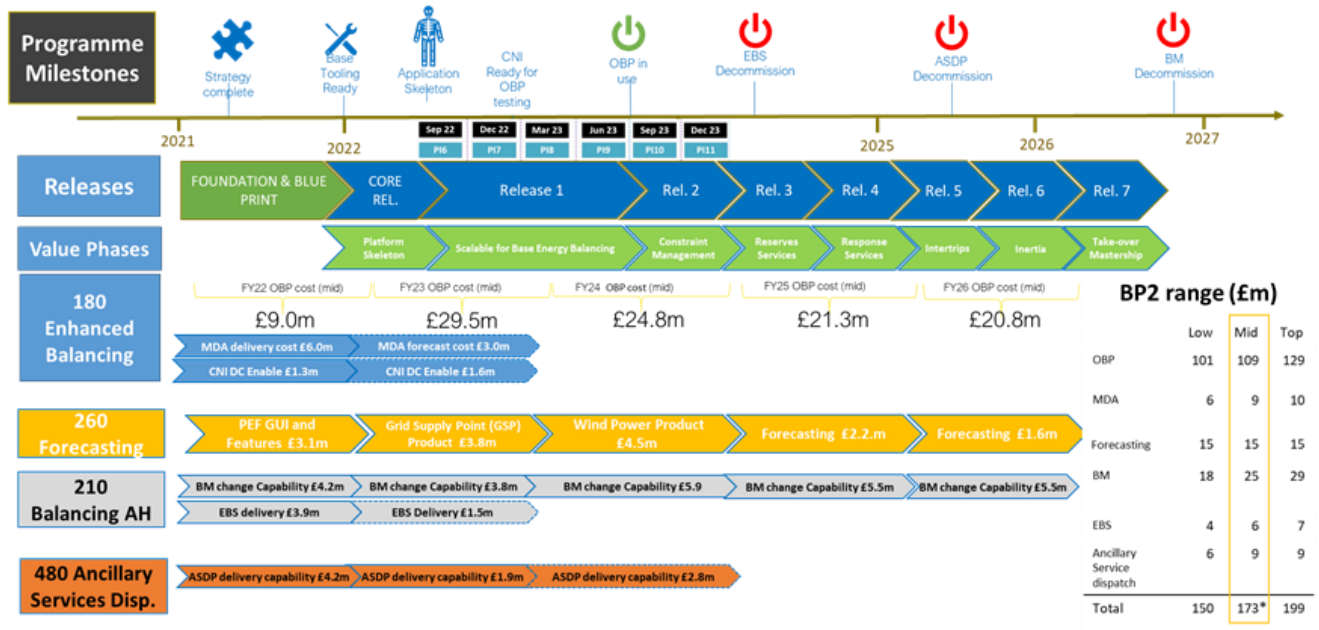 Programme
Milestones
Strategy
complete
Base
Tooling
Ready
Application
Skeleton
CNI
Ready for
OBP
testing
OBP in
use
EBS
Decommission
ASDP
Decommission
BM
Decommission
2021
2022
Sep 22
Dec 22
Mar 23
Jun 23
Sep 23
Dec 23
PI6
PI7
PI8
PI9
PI10
PI11
2025
2026
2027
Releases
FOUNDATION & BLUE
PRINT
CORE
REL.
Release 1
Rel. 2
Rel. 3
Rel. 4
Rel. 5
Rel. 6
Rel. 7
Value Phases
Platform
Skeleton
Scalable for Base Energy Balancing
Constraint
Management
Reserves
Services
Response
Services
Intertrips
Inertia
Take-over
Mastership
180
Enhanced
Balancing
FY22 OBP cost (mid)
FY23 OBP cost (mid)
FY24 OBP cost (mid)
FY25 OBP cost (mid)
FY26 OBP cost (mid)
£9.0m
£29.5m
£24.8m
£21.3m
£20.8m
MDA delivery cost £6.0m
MDA forecast cost £3.0m
CNI DC Enable £1.3m
CNI DC Enable £1.6m
260
Forecasting
PEF GUI and
Features £3.1m
Grid Supply Point (GSP)
Product £3.8m
Wind Power Product
£4.5m
Forecasting £2.2.m
Forecasting £1.6m
210
Balancing AH
BM change Capability £4.2m
BM change Capability £3.8m
BM change Capability £5.9
BM change Capability £5.5m
BM change Capability £5.5m
EBS delivery £3.9m
EBS Delivery £1.5m
480 Ancillary
Services Disp.
ASDP delivery capability £4.2m
ASDP delivery capability £1.9m
ASDP delivery capability £2.8m
BP2 range (£m)
Low Mid Top
OBP 101 109 129
MDA 6 9 10
Forecasting 15 15 15
BM 18 25 29
EBS 4 6 7
Ancillary 6 9 9
Service
dispatch
Total 150 173* 199